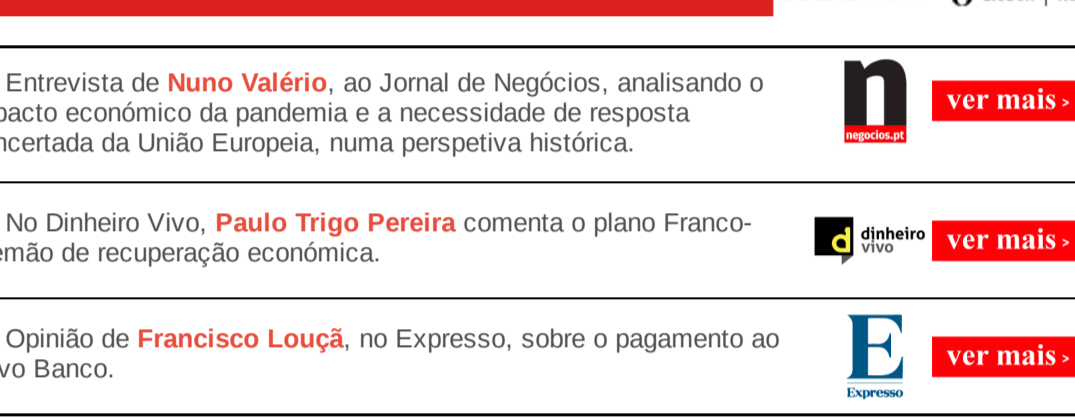 Entrevista de Nuno Valério, ao Jornal de Negócios, analisando o
pacto económico da pandemia e a necessidade de resposta
ncertada da União Europeia, numa perspetiva histórica.
n
negocios.pt
ver mais >
No Dinheiro Vivo, Paulo Trigo Pereira comenta o plano Franco-
emão de recuperação económica.
d dinheiro
vivo
ver mais >
Opinião de Francisco Louçã, no Expresso, sobre o pagamento ao
vo Banco.
E
Expresso
ver mais >